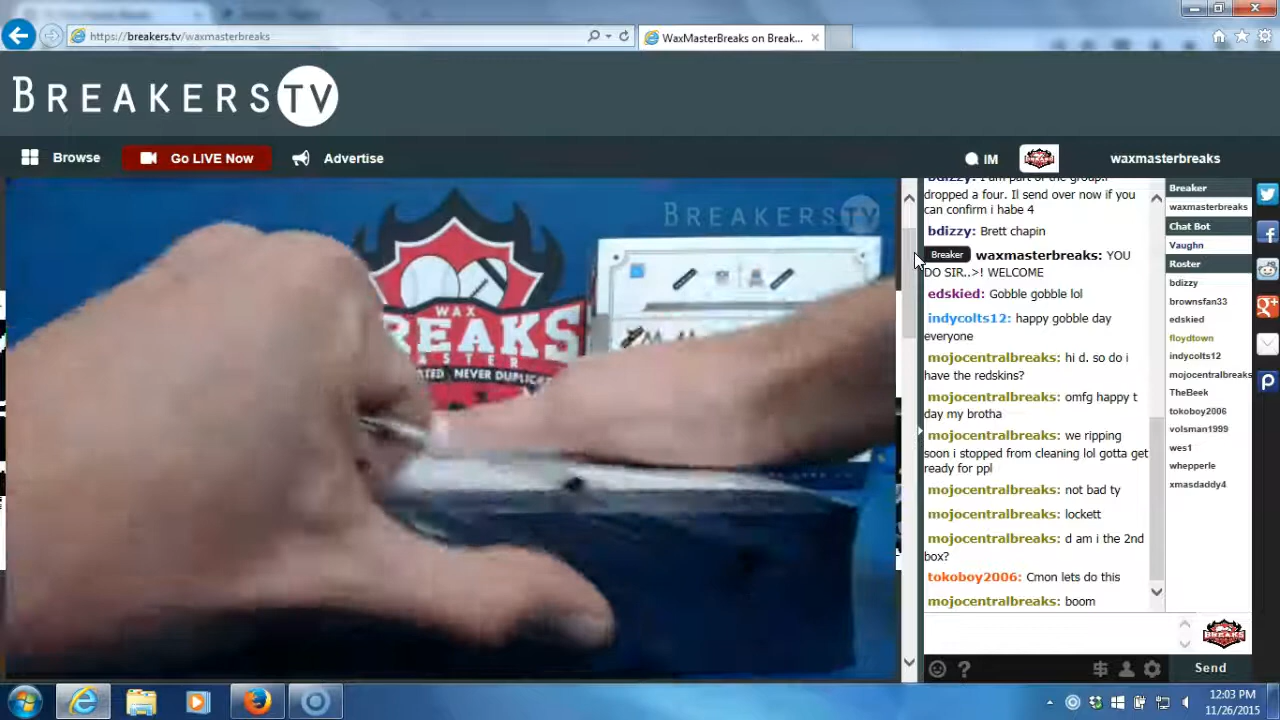 https://breakers.tv/waxmasterbreaks
WaxMasterBreaks on Break...
BREAKERSTV
Browse
Go LIVE Now
Advertise
IM
waxmasterbreaks
BREAKERSTV
WAX
BREAKS
NEVER DUPLICA
dropped a four. Il send over now if you
can confirm i habe 4
bdizzy: Brett chapin
Breaker waxmasterbreaks: YOU
DO SIR..>! WELCOME
edskied: Gobble gobble lol
indycolts12: happy gobble day
everyone
mojocentralbreaks: hi d. so do i
have the redskins?
mojocentralbreaks: omfg happy t
day my brotha
mojocentralbreaks: we ripping
soon i stopped from cleaning lol gotta get
ready for ppl
mojocentralbreaks: not bad ty
mojocentralbreaks: lockett
mojocentralbreaks: d am i the 2nd
box?
tokoboy2006: Cmon lets do this
mojocentralbreaks: boom
Send
Breaker
waxmasterbreaks
Chat Bot
Vaughn
Roster
bdizzy
brownsfan33
edskied
floydtown
indycolts12
mojocentralbreaks
TheBeek
tokoboy2006
volsman1999
wes1
whepperle
xmasdaddy4
12:03 PM
11/26/2015